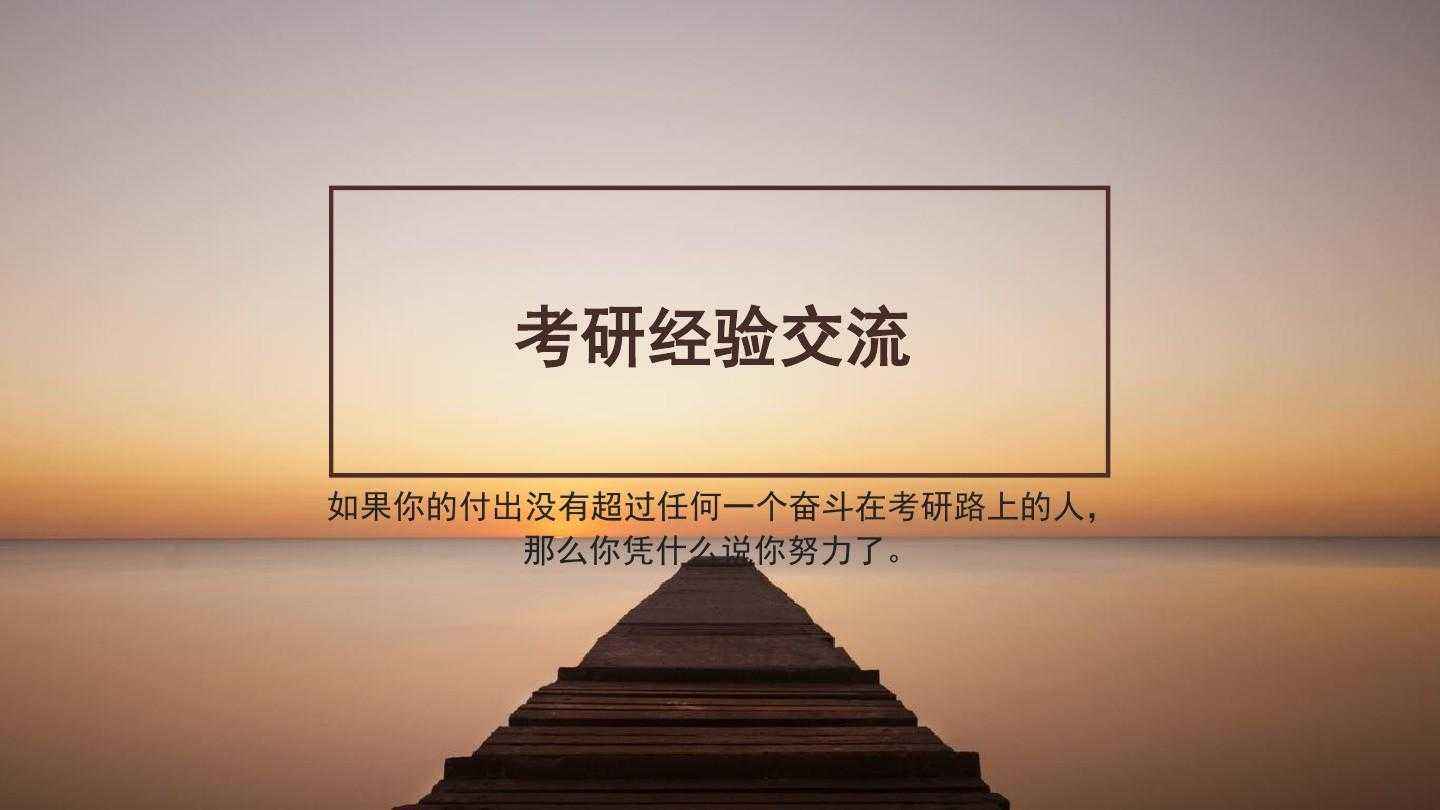 考研经验交流
如果你的付出没有超过任何一个奋斗在考研路上的人，
那么你凭什么说你努力了。